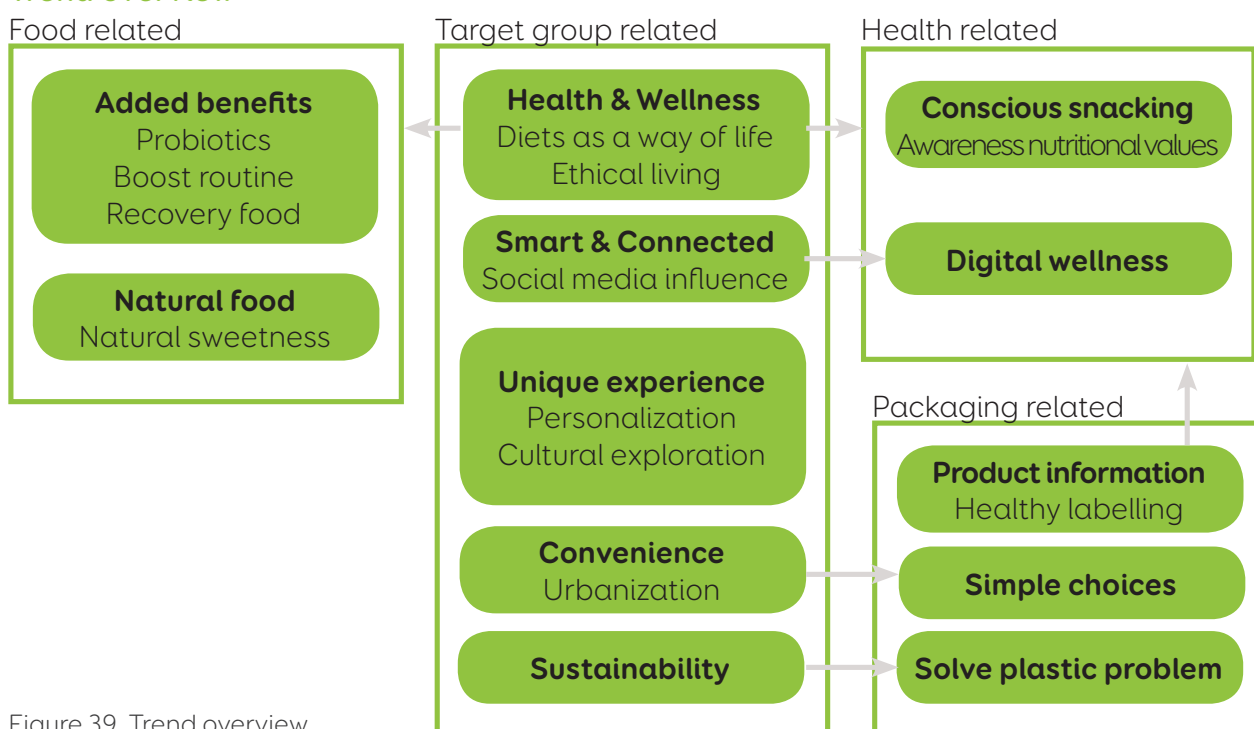 Trend overview
Food related
Added benefits
Probiotics
Boost routine
Recovery food
Natural food
Natural sweetness
Target group related
Health & Wellness
Diets as a way of life
Ethical living
Smart & Connected
Social media influence
Unique experience
Personalization
Cultural exploration
Convenience
Urbanization
Sustainability
Health related
Conscious snacking
Awareness nutritional values
Digital wellness
Packaging related
Product information
Healthy labelling
Simple choices
Solve plastic problem
Figure 39. Trend overview